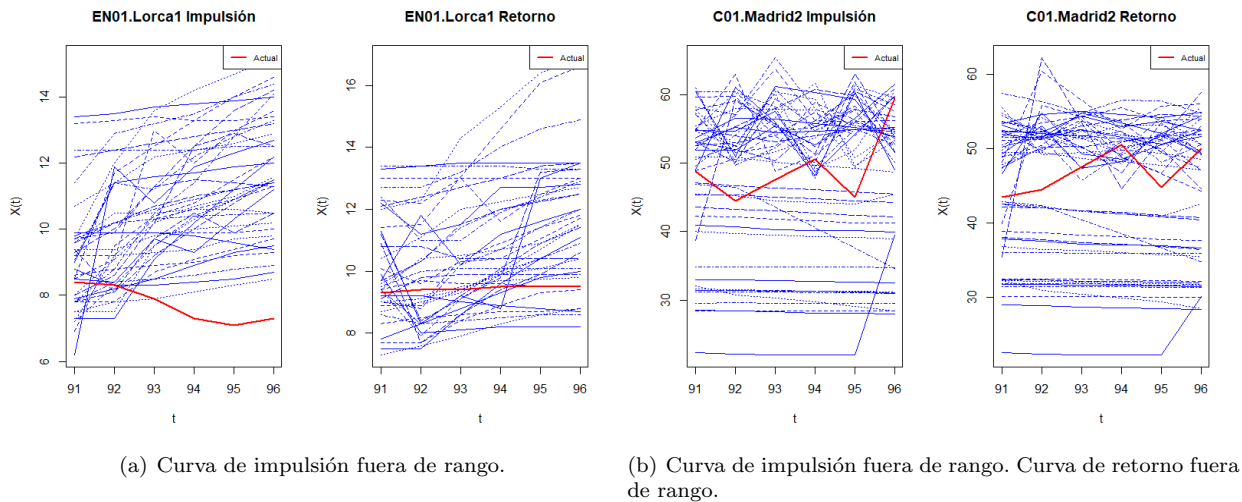 EN01.Lorca1 Impulsión
EN01.Lorca1 Retorno
C01.Madrid2 Impulsión
C01.Madrid2 Retorno
Actual
Actual
Actual
Actual
X(t)
6 8 10 12 14
91 92 93 94 95 96
t
X(t)
8 10 12 14 16
91 92 93 94 95 96
t
X(t)
30 40 50 60
91 92 93 94 95 96
t
X(t)
30 40 50 60
91 92 93 94 95 96
t
(a) Curva de impulsión fuera de rango.
(b) Curva de impulsión fuera de rango. Curva de retorno fuera
de rango.